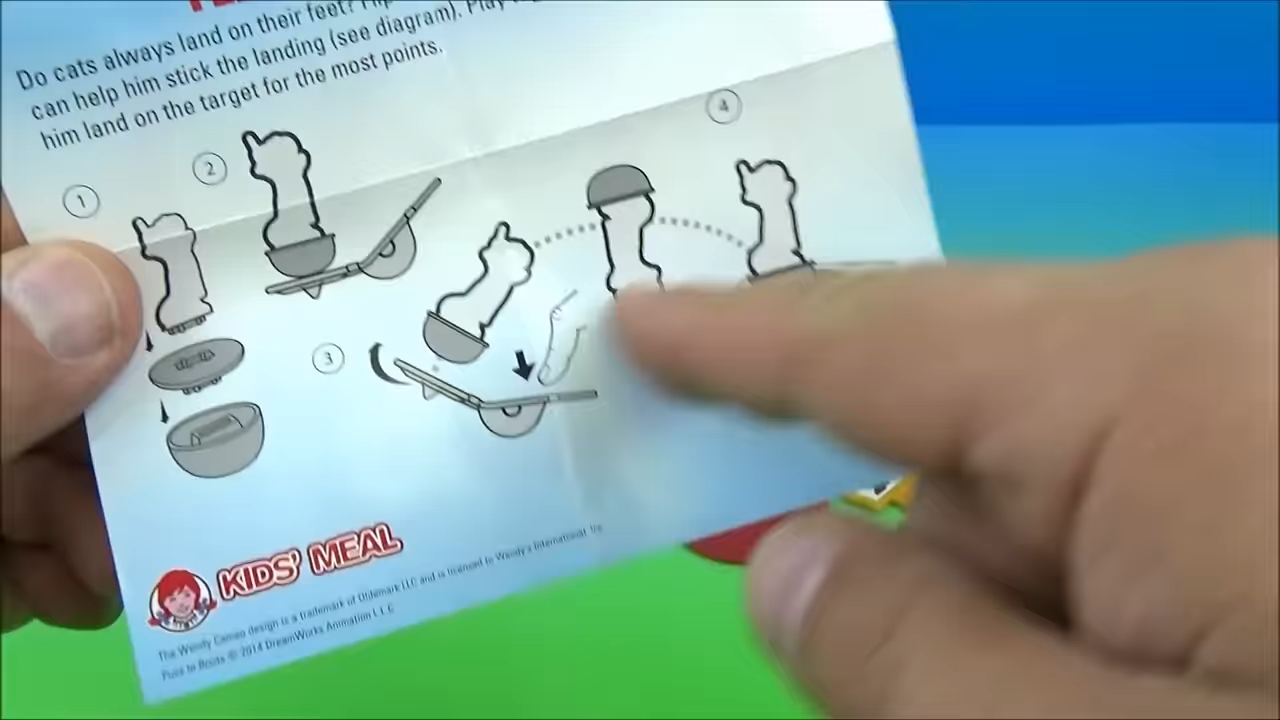 Do cats always land on their feet?
can help him stick the landing (see diagram). Play
him land on the target for the most points.
1
2
3
4
KIDS' MEAL
The Wendy Cameo design is a trademark of Oldemark LLC and is licensed to Wendy's International, Inc.
Puss In Boots © 2014 DreamWorks Animation L.L.C.